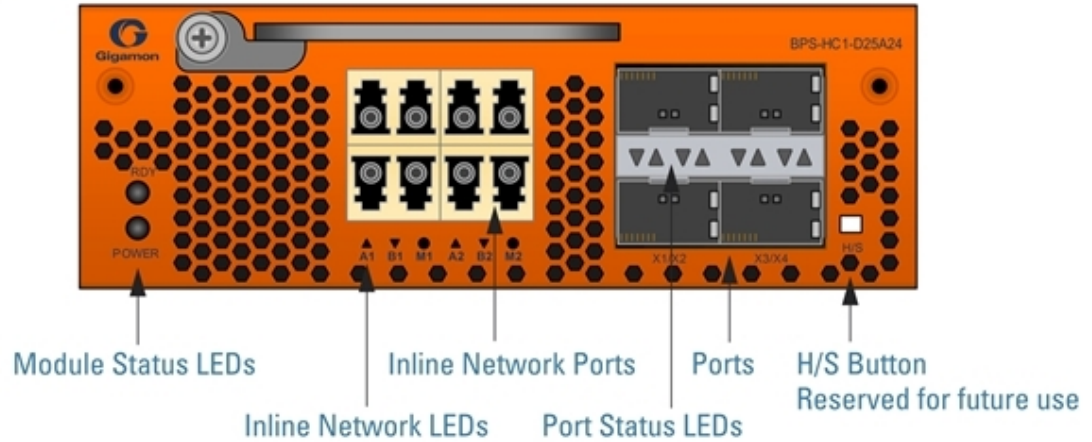 Gigamon
BPS-HC1-D25A24
RDY
POWER
A1 B1 M1 A2 B2 M2
X1/X2 X3/X4
H/S
Module Status LEDs
Inline Network Ports
Ports
H/S Button
Reserved for future use
Inline Network LEDs
Port Status LEDs